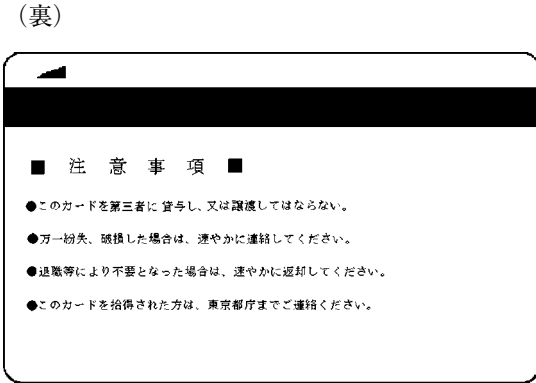 （裏）
■ 注 意 事 項 ■
●このカードを第三者に貸与し、又は譲渡してはならない。
●万一紛失、破損した場合は、速やかに連絡してください。
●退職等により不要となった場合は、速やかに返却してください。
●このカードを拾得された方は、東京都庁までご連絡ください。